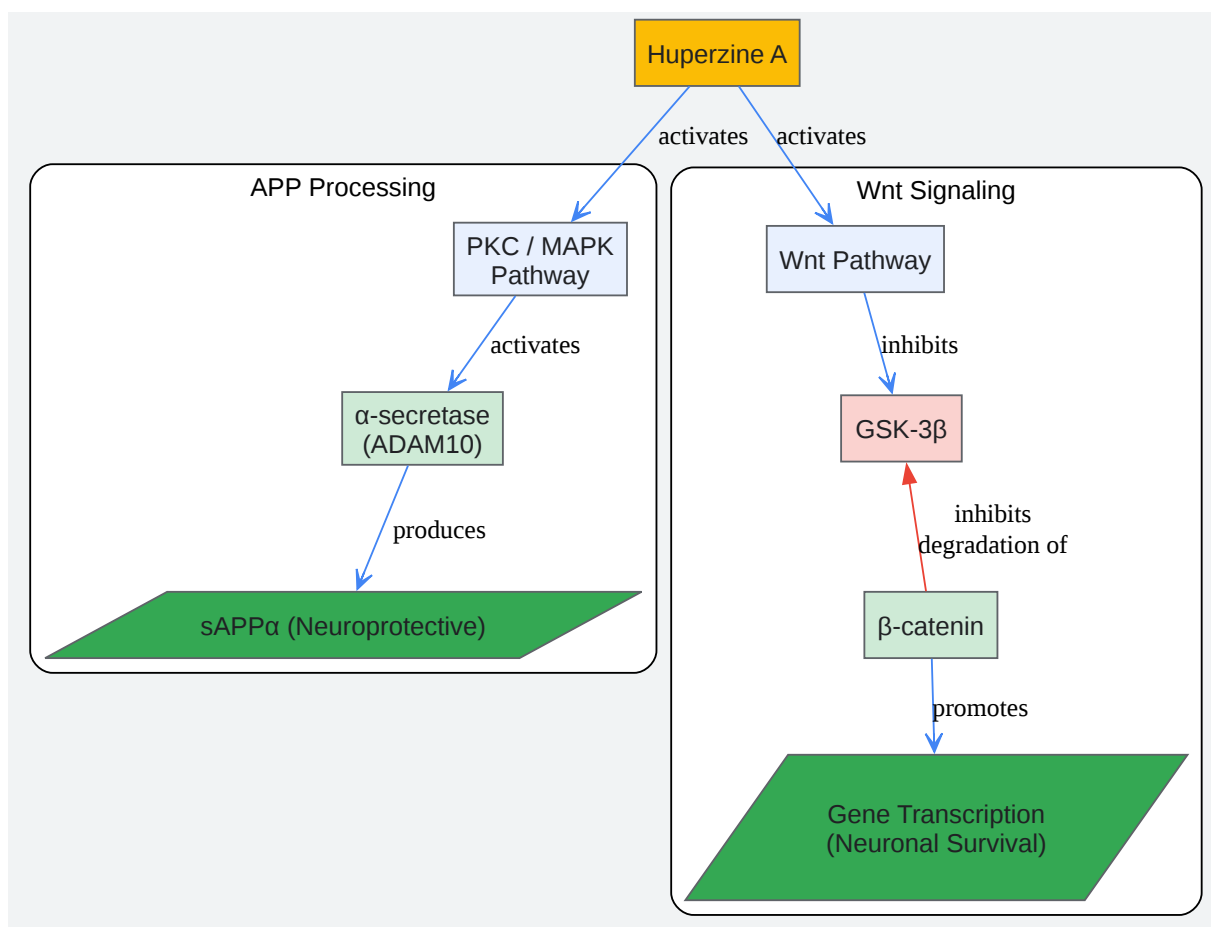 Huperzine A
activates
activates
APP Processing
PKC / MAPK
Pathway
activates
α-secretase
(ADAM10)
produces
sAPPα (Neuroprotective)
Wnt Signaling
Wnt Pathway
inhibits
GSK-3β
inhibits
degradation of
β-catenin
promotes
Gene Transcription
(Neuronal Survival)